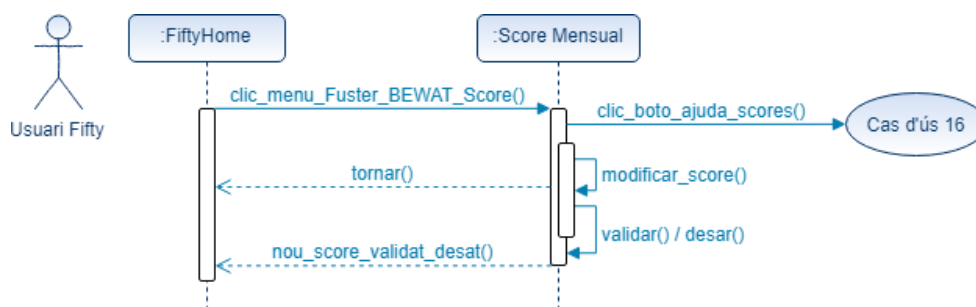 :FiftyHome
:Score Mensual
clic_menu_Fuster_BEWAT_Score()
clic_boto_ajuda_scores()
Usuari Fifty
Cas d'ús 16
tornar()
modificar_score()
validar() / desar()
nou_score_validat_desat()